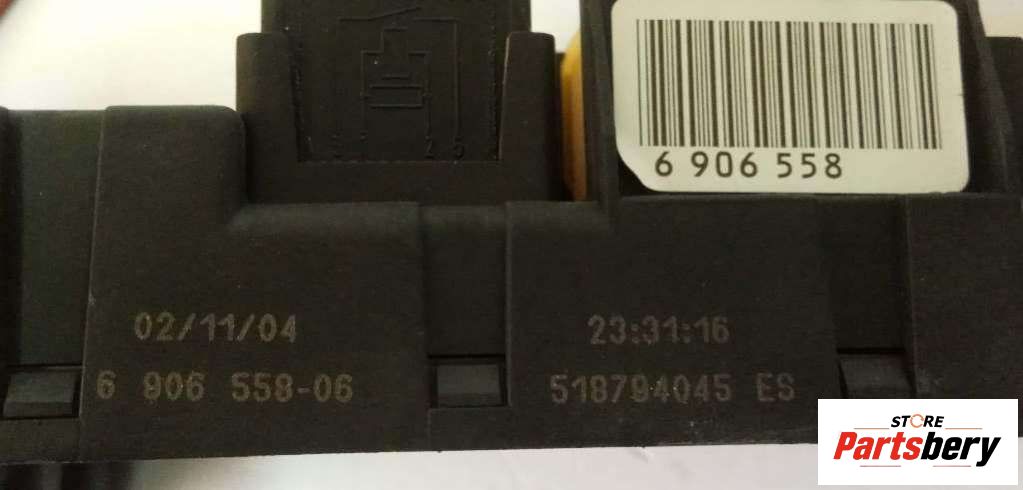 6 906 558
02/11/04
23:31:16
6 906 558-06
518794045 ES
STORE
Partsbery